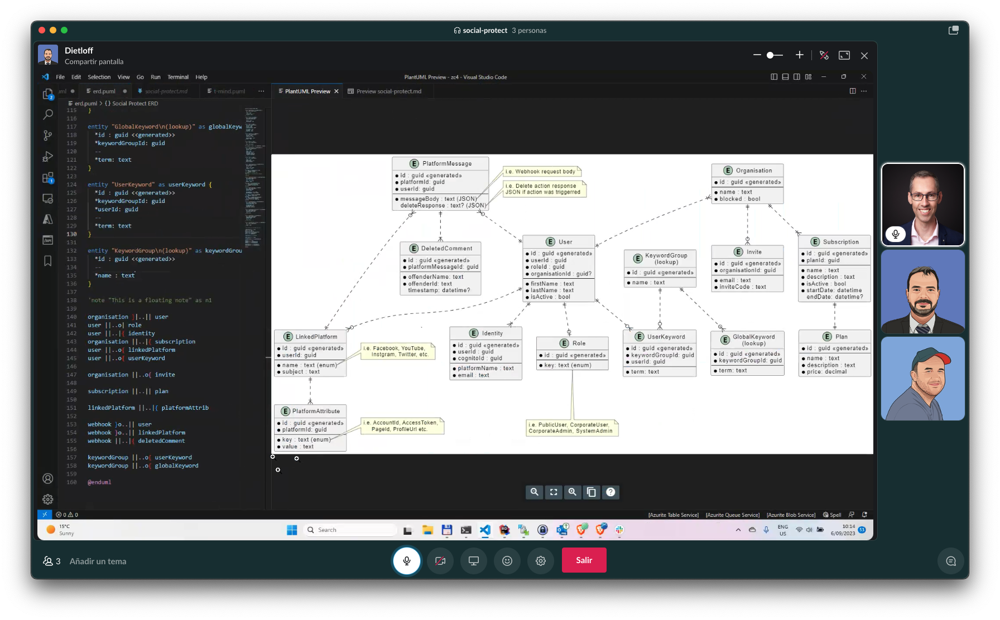 social-protect 3 personas
Dietloff
Compartir pantalla
File Edit Selection View Go Run Terminal Help
PlantUML Preview - zc4 - Visual Studio Code
uml
erd.puml
social-protect.md
t-mind.puml
PlantUML Preview
Preview social-protect.md
erd.puml > {} Social Protect ERD
115 }
116
117 entity "GlobalKeyword\n(lookup)" as globalKeyw
118 *id : guid <<generated>>
119 *keywordGroupId: guid
120 --
121 *term: text
122 }
123
124 entity "UserKeyword" as userKeyword {
125 *id : guid <<generated>>
126 *keywordGroupId: guid
127 *userId: guid
128 --
129 *term: text
130 }
131
132 entity "KeywordGroup\n(lookup)" as keywordGrou
133 *id : guid <<generated>>
134 --
135 *name : text
136 }
137
138 'note "This is a floating note" as n1
139
140 organisation }|..|| user
141 user ||..o| role
142 user ||..|{ identity
143 organisation ||..|{ subscription
144 user ||..o{ linkedPlatform
145 user ||..o{ userKeyword
146
147 organisation ||..o{ invite
148
149 subscription ||..|| plan
150
151 linkedPlatform ||..|{ platformAttrib
152
153 webhook }o..|| user
154 webhook }o..|| linkedPlatform
155 webhook ||..|{ deletedComment
156
157 keywordGroup ||..o{ userKeyword
158 keywordGroup ||..o{ globalKeyword
159
160 @enduml
E PlatformMessage
id : guid «generated»
platformId: guid
userId: guid
messageBody : text (JSON)
deleteResponse : text? (JSON)
i.e. Webhook request body
i.e. Delete action response
JSON if action was triggerred
E Organisation
id : guid «generated»
name : text
blocked : bool
E DeletedComment
id : guid «generated»
platformMessageId: guid
offenderName: text
offenderId: text
timestamp: datetime?
E User
id : guid «generated»
userId : guid
roleId : guid
organisationId : guid?
firstName : text
lastName : text
isActive : bool
E KeywordGroup
(lookup)
id : guid «generated»
name : text
E Invite
id : guid «generated»
organisationId: guid
email : text
inviteCode : text
E Subscription
id : guid «generated»
planId: guid
name : text
description : text
isActive : bool
startDate: datetime
endDate: datetime?
E LinkedPlatform
id : guid «generated»
userId: guid
name : text (enum)
subject : text
i.e. Facebook, YouTube,
Instgram, Twitter, etc.
E Identity
id : guid «generated»
userId : guid
cognitoId : guid
platformName : text
email : text
E Role
id : guid «generated»
key: text (enum)
E UserKeyword
id : guid «generated»
keywordGroupId: guid
userId: guid
term: text
E GlobalKeyword
(lookup)
id : guid «generated»
keywordGroupId: guid
term: text
E Plan
id : guid «generated»
name : text
description : text
price: decimal
E PlatformAttribute
id : guid «generated»
platformId: guid
key : text (enum)
value : text
i.e. AccountId, AccessToken,
PageId, ProfileUrl etc.
i.e. PublicUser, CorporateUser,
CorporateAdmin, SystemAdmin
2
1
/API
0 0
[Azurite Table Service] [Azurite Queue Service] [Azurite Blob Service] Spell
15°C
Sunny
Search
ENG
US
10:14
6/09/2023
53
3 Añadir un tema
Salir